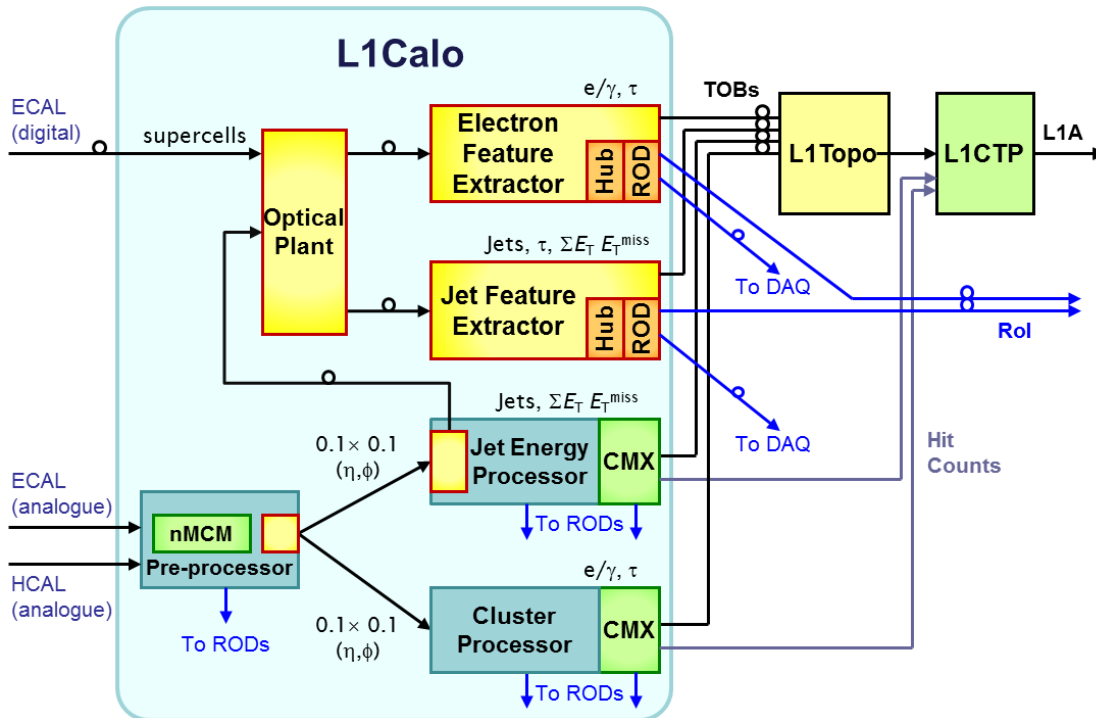 L1Calo
ECAL
(digital)
supercells
Optical
Plant
e/γ, τ
Electron
Feature
Extractor
Hub
ROD
TOBs
L1Topo
L1CTP
L1A
Jets, τ, ΣE_T E_T^miss
Jet Feature
Extractor
Hub
ROD
To DAQ
RoI
To DAQ
Jets, ΣE_T E_T^miss
0.1× 0.1
(η,ϕ)
Jet Energy
Processor
CMX
Hit
Counts
ECAL
(analogue)
nMCM
Pre-processor
HCAL
(analogue)
To RODs
To RODs
e/γ, τ
0.1× 0.1
(η,ϕ)
Cluster
Processor
CMX
To RODs